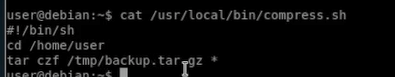 user@debian:~$ cat /usr/local/bin/compress.sh
#!/bin/sh
cd /home/user
tar czf /tmp/backup.tar.gz *
user@debian:~$